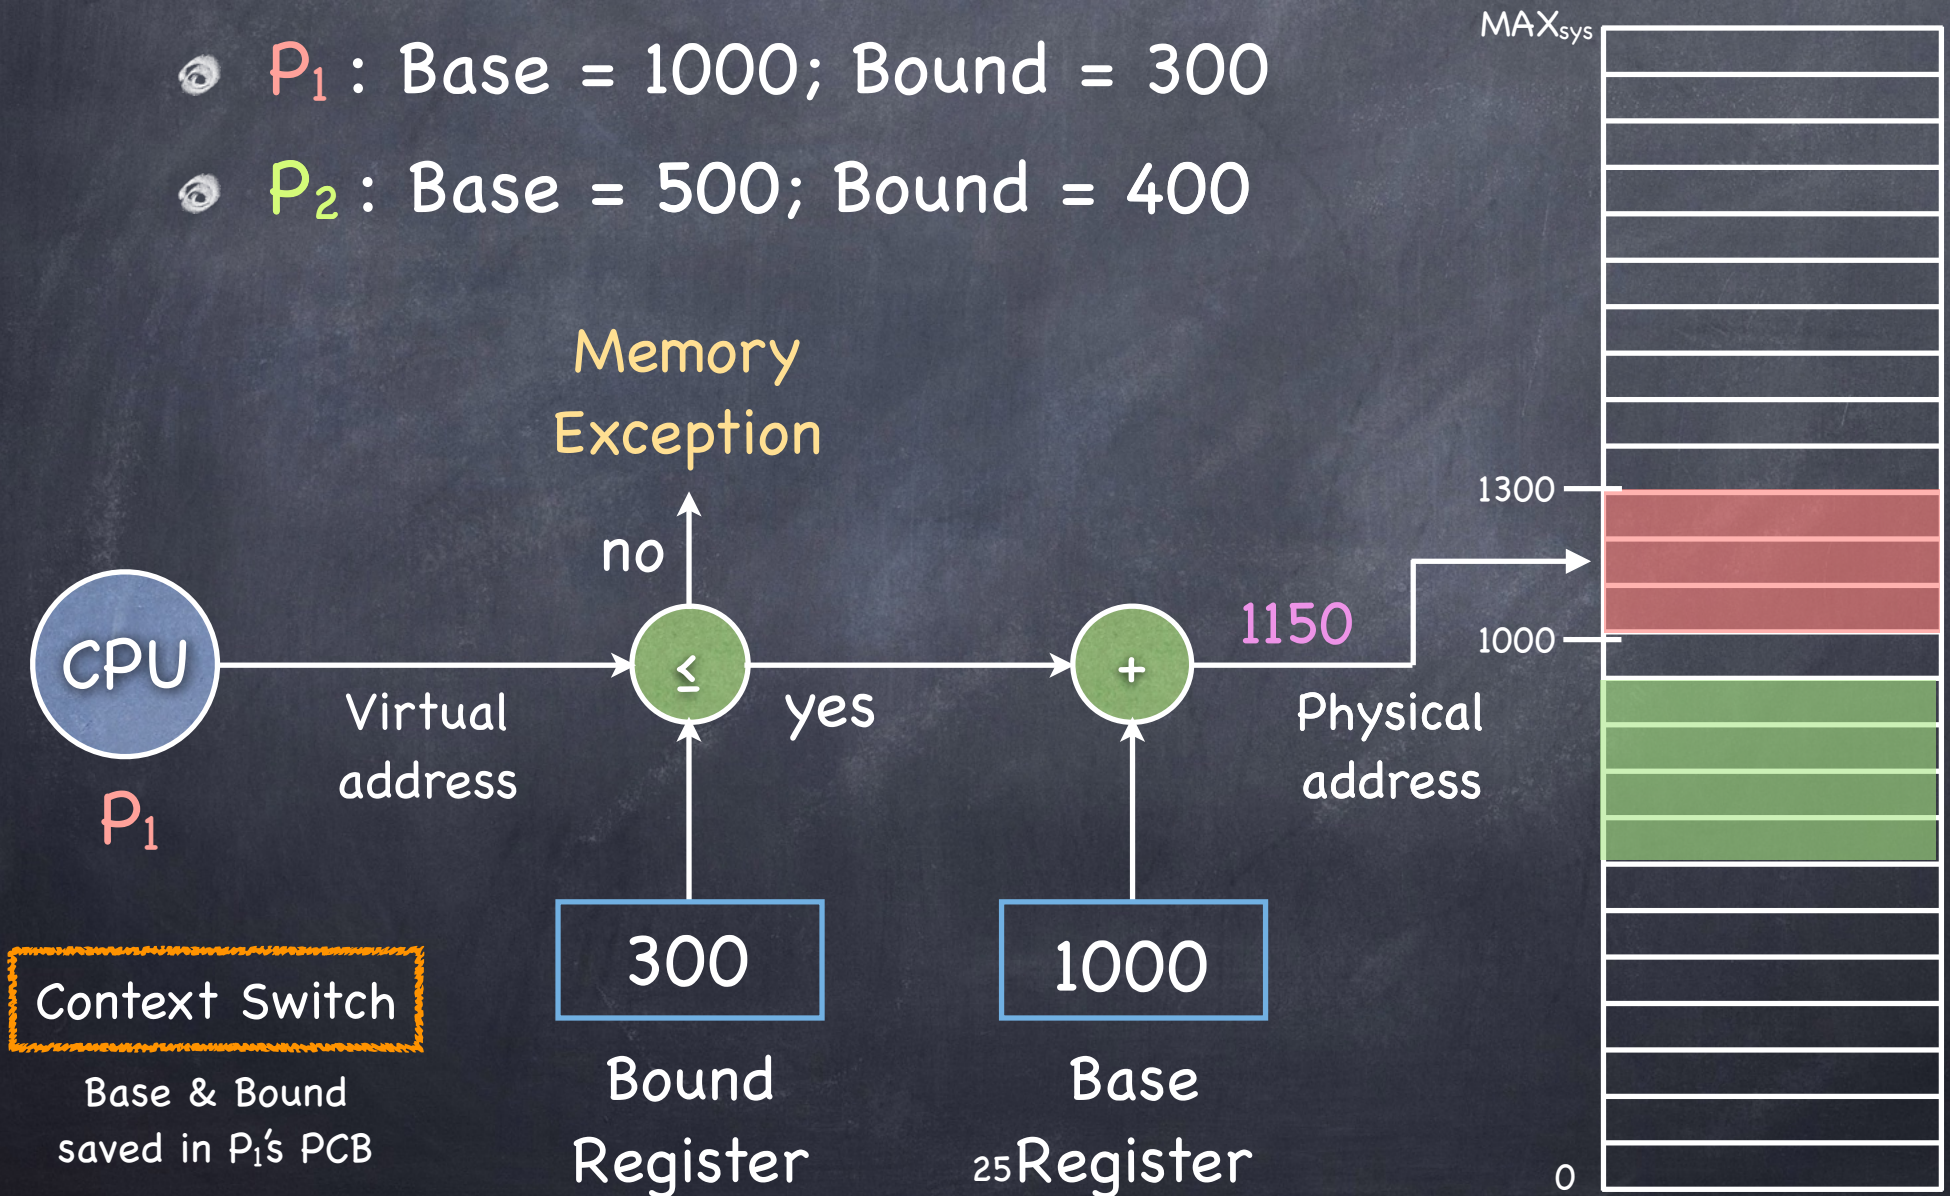 P₁ : Base = 1000; Bound = 300
P₂ : Base = 500; Bound = 400
MAXsys
Memory
Exception
no
1300
1150
1000
CPU
≤
yes
+
Virtual
address
Physical
address
P₁
300
1000
Context Switch
Base & Bound
saved in P₁'s PCB
Bound
Register
Base
Register
25
0